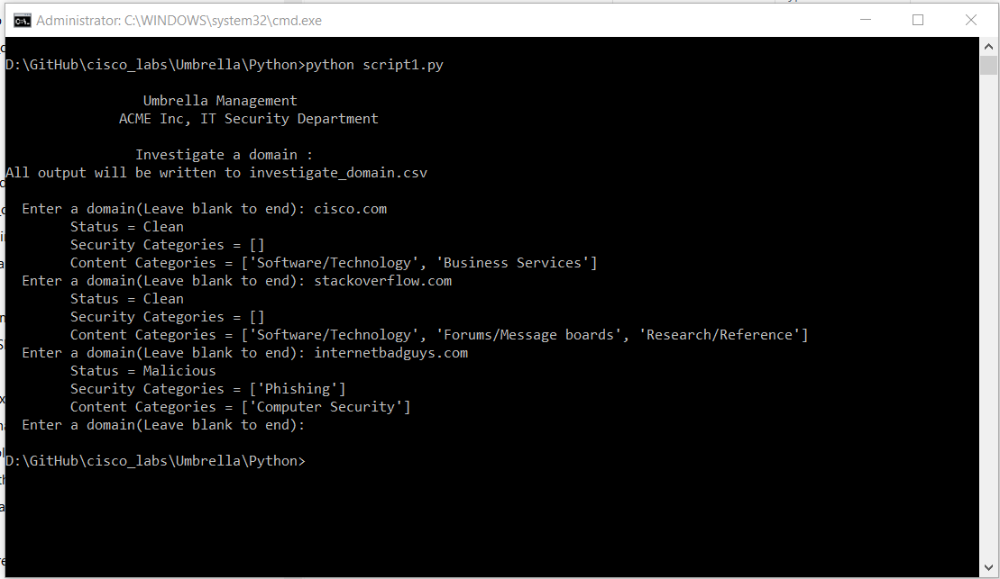 Administrator: C:\WINDOWS\system32\cmd.exe
D:\GitHub\cisco_labs\Umbrella\Python>python script1.py
Umbrella Management
ACME Inc, IT Security Department
Investigate a domain :
All output will be written to investigate_domain.csv
Enter a domain(Leave blank to end): cisco.com
Status = Clean
Security Categories = []
Content Categories = ['Software/Technology', 'Business Services']
Enter a domain(Leave blank to end): stackoverflow.com
Status = Clean
Security Categories = []
Content Categories = ['Software/Technology', 'Forums/Message boards', 'Research/Reference']
Enter a domain(Leave blank to end): internetbadguys.com
Status = Malicious
Security Categories = ['Phishing']
Content Categories = ['Computer Security']
Enter a domain(Leave blank to end):
D:\GitHub\cisco_labs\Umbrella\Python>